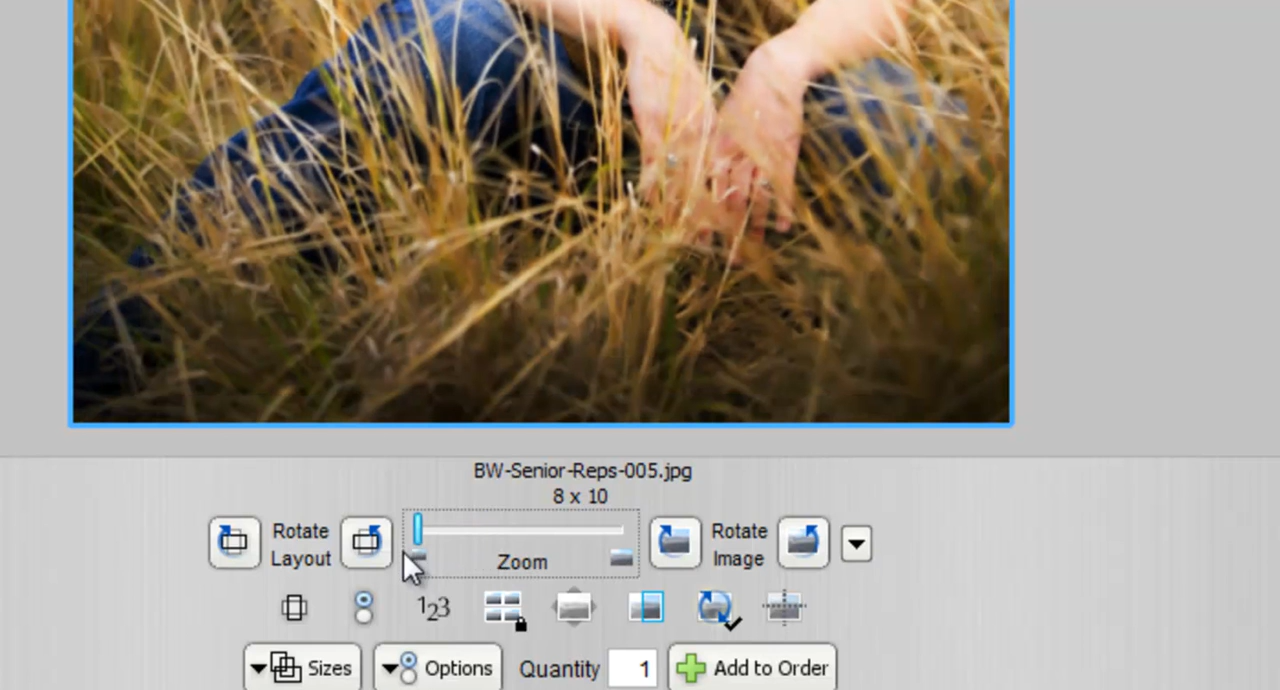 BW-Senior-Reps-005.jpg
8 x 10
Rotate Layout
Zoom
Rotate Image
123
Sizes
Options
Quantity 1
Add to Order